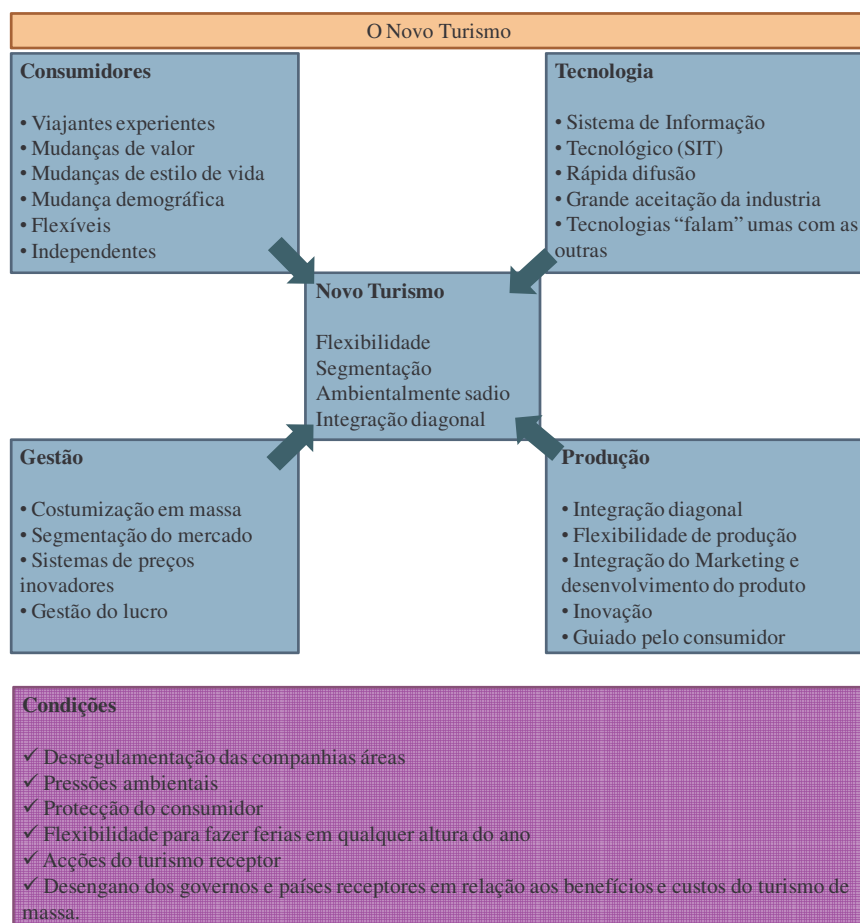 O Novo Turismo
Consumidores
• Viajantes experientes
• Mudanças de valor
• Mudanças de estilo de vida
• Mudança demográfica
• Flexíveis
• Independentes
Tecnologia
• Sistema de Informação
• Tecnológico (SIT)
• Rápida difusão
• Grande aceitação da industria
• Tecnologias “falam” umas com as
outras
Novo Turismo
Flexibilidade
Segmentação
Ambientalmente sadio
Integração diagonal
Gestão
• Costumização em massa
• Segmentação do mercado
• Sistemas de preços
inovadores
• Gestão do lucro
Produção
• Integração diagonal
• Flexibilidade de produção
• Integração do Marketing e
desenvolvimento do produto
• Inovação
• Guiado pelo consumidor
Condições
✓ Desregulamentação das companhias áreas
✓ Pressões ambientais
✓ Protecção do consumidor
✓ Flexibilidade para fazer ferias em qualquer altura do ano
✓ Acções do turismo receptor
✓ Desengano dos governos e países receptores em relação aos benefícios e custos do turismo de
massa.